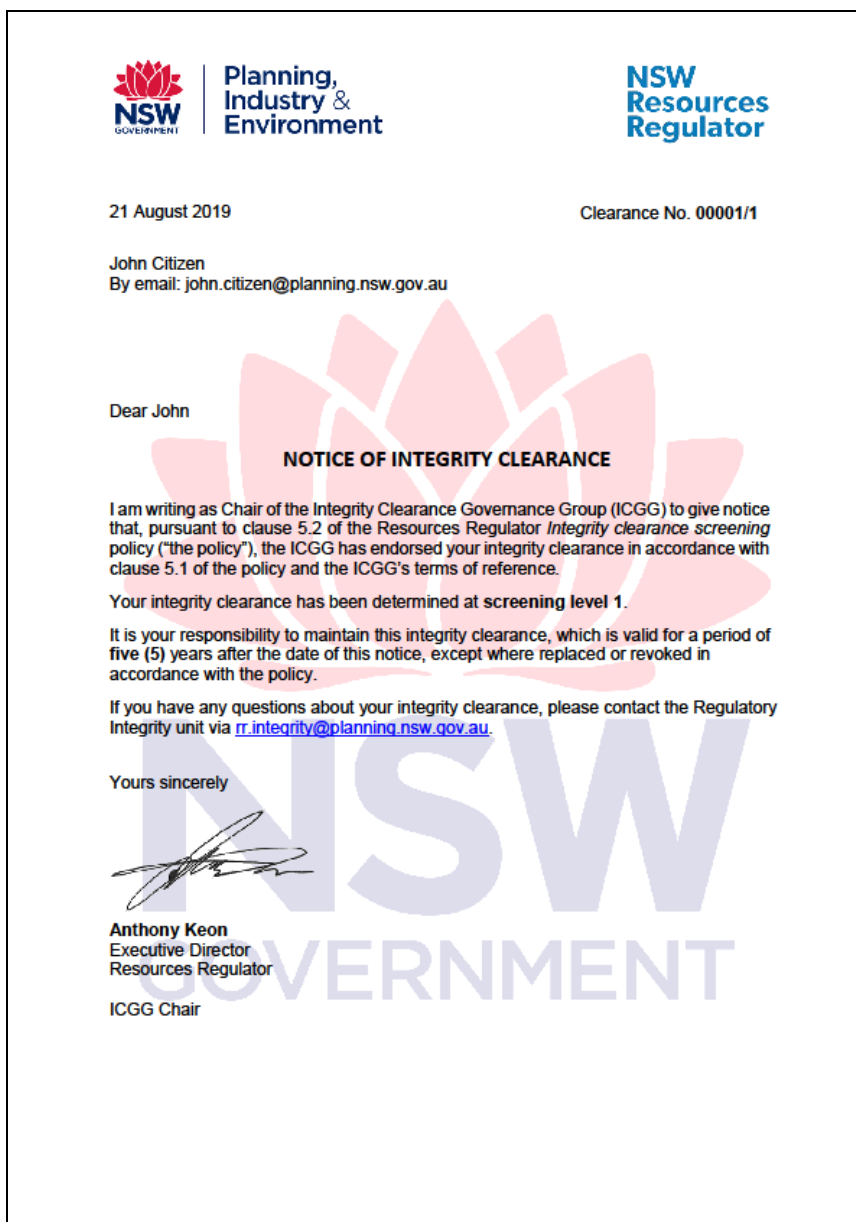 Planning,
Industry &
Environment
NSW
GOVERNMENT
NSW
Resources
Regulator
21 August 2019
Clearance No. 00001/1
John Citizen
By email: john.citizen@planning.nsw.gov.au
Dear John
NOTICE OF INTEGRITY CLEARANCE
I am writing as Chair of the Integrity Clearance Governance Group (ICGG) to give notice
that, pursuant to clause 5.2 of the Resources Regulator Integrity clearance screening
policy (“the policy”), the ICGG has endorsed your integrity clearance in accordance with
clause 5.1 of the policy and the ICGG’s terms of reference.
Your integrity clearance has been determined at screening level 1.
It is your responsibility to maintain this integrity clearance, which is valid for a period of
five (5) years after the date of this notice, except where replaced or revoked in
accordance with the policy.
If you have any questions about your integrity clearance, please contact the Regulatory
Integrity unit via rr.integrity@planning.nsw.gov.au.
Yours sincerely
Anthony Keon
Executive Director
Resources Regulator
ICGG Chair
NSW
GOVERNMENT